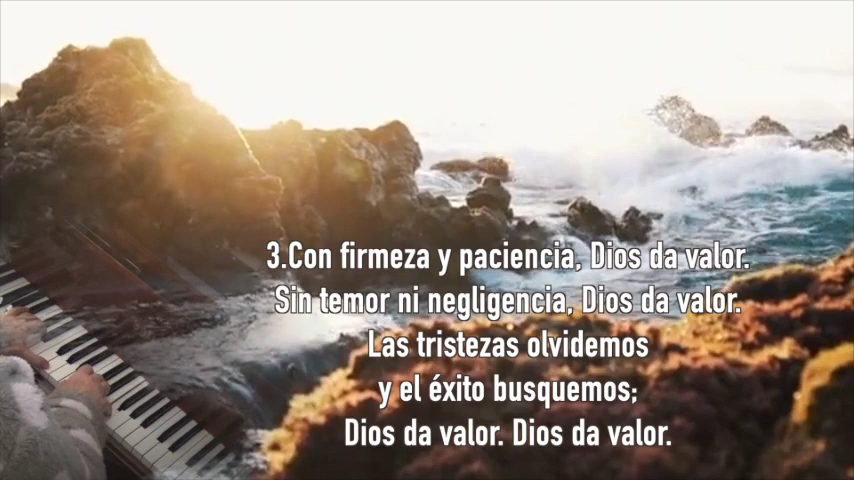 3.Con firmeza y paciencia, Dios da valor.
Sin temor ni negligencia, Dios da valor.
Las tristezas olvidemos
y el éxito busquemos;
Dios da valor. Dios da valor.